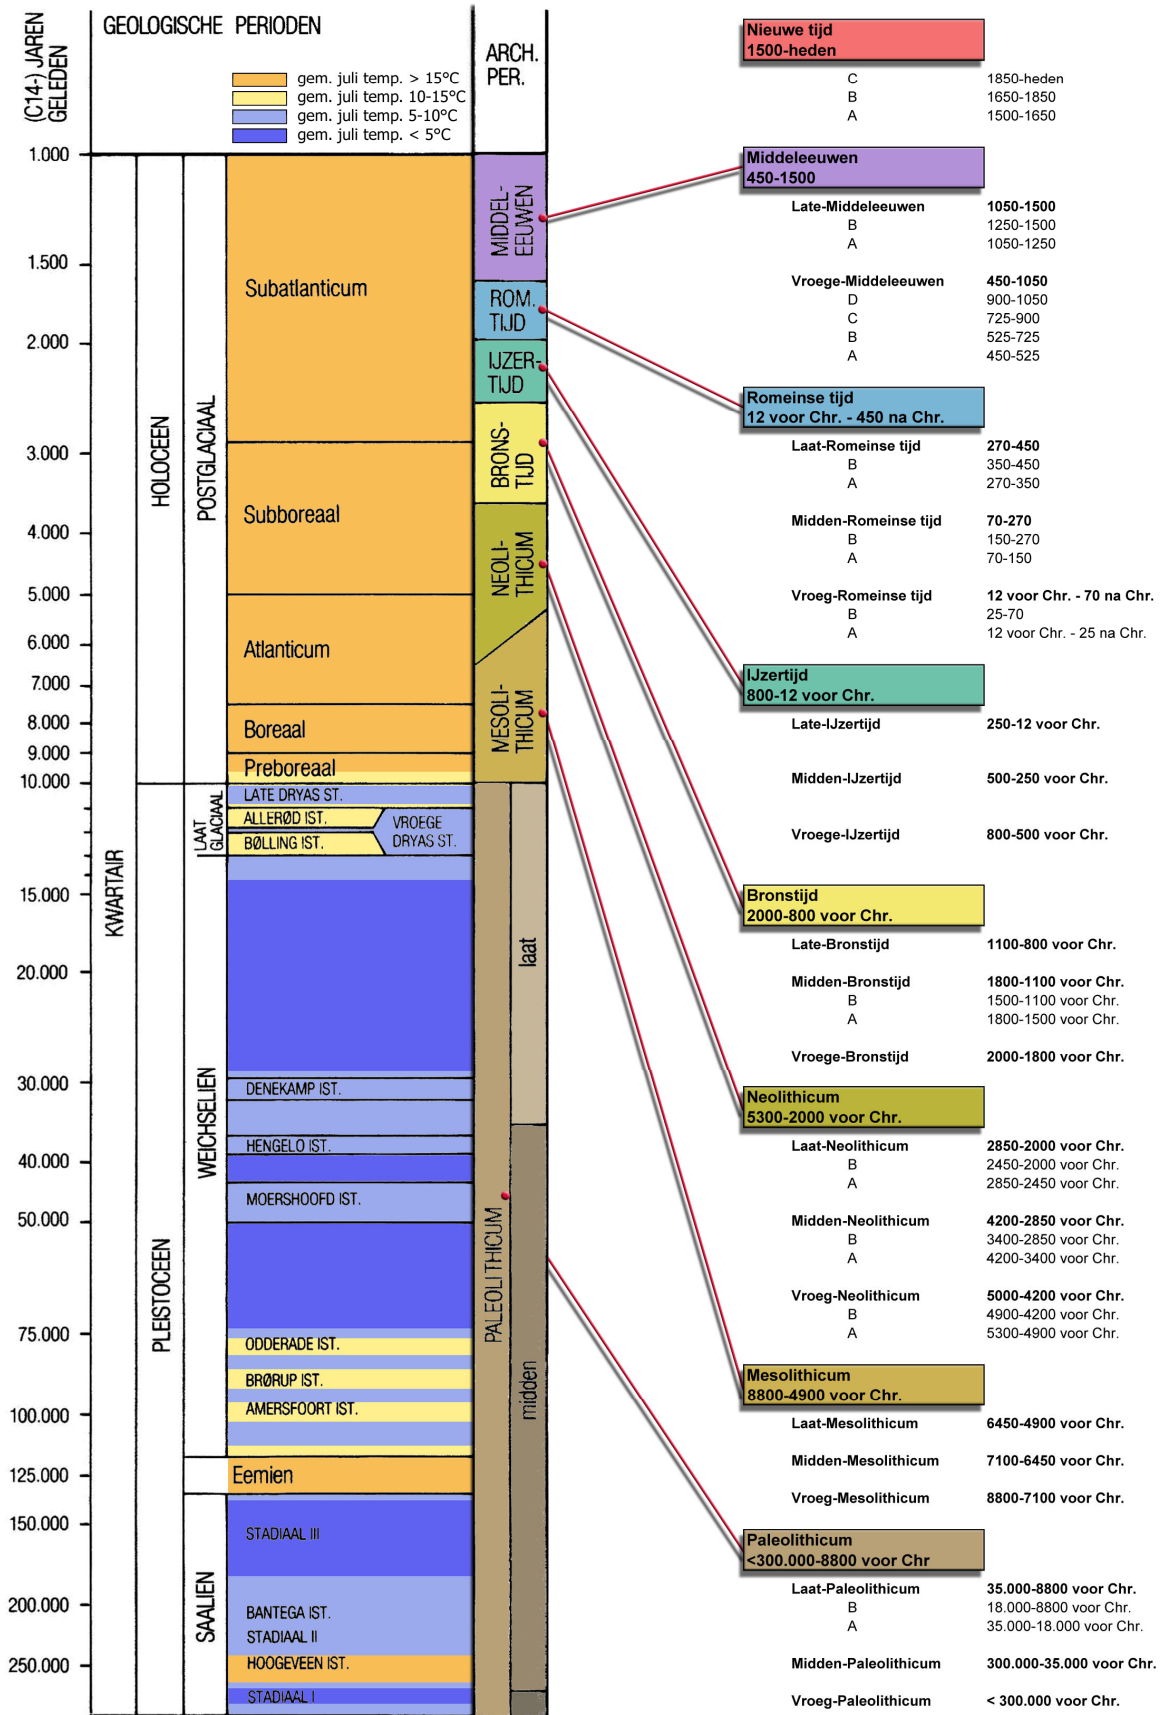 GEOLOGISCHE PERIODEN
(C14-) JAREN
GELEDEN
ARCH.
PER.
gem. juli temp. > 15°C
gem. juli temp. 10-15°C
gem. juli temp. 5-10°C
gem. juli temp. < 5°C
1.000
1.500
2.000
3.000
4.000
5.000
6.000
7.000
8.000
9.000
10.000
15.000
20.000
30.000
40.000
50.000
75.000
100.000
125.000
150.000
200.000
250.000
KWARTAIR
HOLOCEEN
PLEISTOCEEN
POSTGLACIAAL
LAAT
GLACIAAL
WEICHSELIEN
SAALIEN
Subatlanticum
Subboreaal
Atlanticum
Boreaal
Preboreaal
LATE DRYAS ST.
ALLERØD IST.
VROEGE
DRYAS ST.
BØLLING IST.
DENEKAMP IST.
HENGELO IST.
MOERSHOOFD IST.
ODDERADE IST.
BRØRUP IST.
AMERSFOORT IST.
Eemien
STADIAAL III
BANTEGA IST.
STADIAAL II
HOOGEVEEN IST.
STADIAAL I
MIDDEL-
EEUWEN
ROM.
TIJD
IJZER-
TIJD
BRONS-
TIJD
NEOLI-
THICUM
MESOLI-
THICUM
PALEOLITHICUM
laat
midden
Nieuwe tijd
1500-heden
C 1850-heden
B 1650-1850
A 1500-1650
Middeleeuwen
450-1500
Late-Middeleeuwen 1050-1500
B 1250-1500
A 1050-1250
Vroege-Middeleeuwen 450-1050
D 900-1050
C 725-900
B 525-725
A 450-525
Romeinse tijd
12 voor Chr. - 450 na Chr.
Laat-Romeinse tijd 270-450
B 350-450
A 270-350
Midden-Romeinse tijd 70-270
B 150-270
A 70-150
Vroeg-Romeinse tijd 12 voor Chr. - 70 na Chr.
B 25-70
A 12 voor Chr. - 25 na Chr.
IJzertijd
800-12 voor Chr.
Late-IJzertijd 250-12 voor Chr.
Midden-IJzertijd 500-250 voor Chr.
Vroege-IJzertijd 800-500 voor Chr.
Bronstijd
2000-800 voor Chr.
Late-Bronstijd 1100-800 voor Chr.
Midden-Bronstijd 1800-1100 voor Chr.
B 1500-1100 voor Chr.
A 1800-1500 voor Chr.
Vroege-Bronstijd 2000-1800 voor Chr.
Neolithicum
5300-2000 voor Chr.
Laat-Neolithicum 2850-2000 voor Chr.
B 2450-2000 voor Chr.
A 2850-2450 voor Chr.
Midden-Neolithicum 4200-2850 voor Chr.
B 3400-2850 voor Chr.
A 4200-3400 voor Chr.
Vroeg-Neolithicum 5000-4200 voor Chr.
B 4900-4200 voor Chr.
A 5300-4900 voor Chr.
Mesolithicum
8800-4900 voor Chr.
Laat-Mesolithicum 6450-4900 voor Chr.
Midden-Mesolithicum 7100-6450 voor Chr.
Vroeg-Mesolithicum 8800-7100 voor Chr.
Paleolithicum
<300.000-8800 voor Chr
Laat-Paleolithicum 35.000-8800 voor Chr.
B 18.000-8800 voor Chr.
A 35.000-18.000 voor Chr.
Midden-Paleolithicum 300.000-35.000 voor Chr.
Vroeg-Paleolithicum < 300.000 voor Chr.